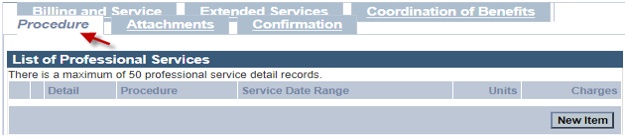 Billing and Service Extended Services Coordination of Benefits
Procedure Attachments Confirmation
List of Professional Services
There is a maximum of 50 professional service detail records.
Detail Procedure Service Date Range Units Charges
New Item